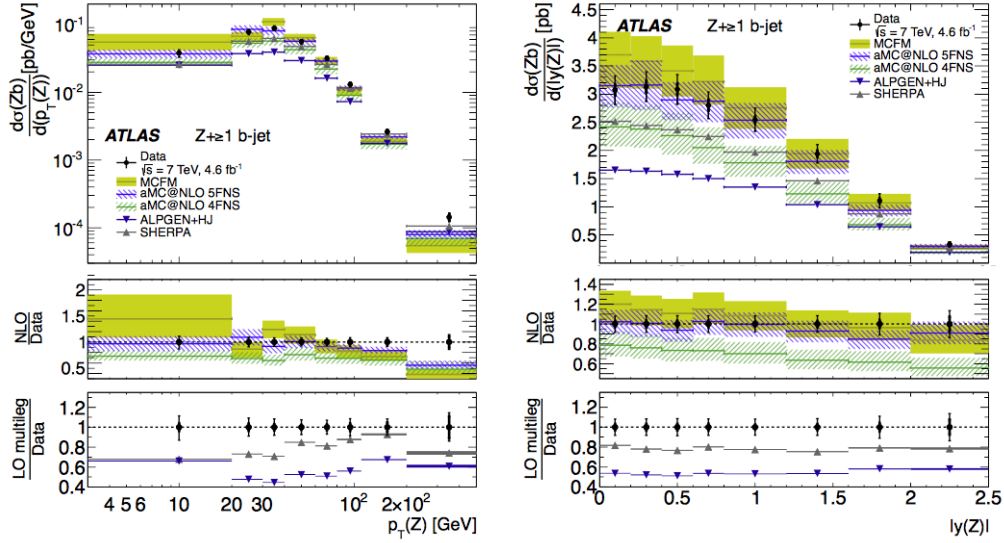 dσ(Zb)
d(p_T(Z)) [pb/GeV]
10⁻¹
10⁻²
10⁻³
10⁻⁴
ATLAS Z+≥1 b-jet
Data
√s = 7 TeV, 4.6 fb⁻¹
MCFM
aMC@NLO 5FNS
aMC@NLO 4FNS
ALPGEN+HJ
SHERPA
NLO
Data
2
1.5
1
0.5
LO multileg
Data
1.2
1
0.8
0.6
0.4
4 5 6 10 20 30 10² 2×10²
p_T(Z) [GeV]
dσ(Zb)
d(|y(Z)|) [pb]
5
4.5
4
3.5
3
2.5
2
1.5
1
0.5
ATLAS Z+≥1 b-jet
Data
√s = 7 TeV, 4.6 fb⁻¹
MCFM
aMC@NLO 5FNS
aMC@NLO 4FNS
ALPGEN+HJ
SHERPA
NLO
Data
1.4
1.2
1
0.8
0.6
LO multileg
Data
1.2
1
0.8
0.6
0.4
0 0.5 1.0 1.5 2.0 2.5
|y(Z)|